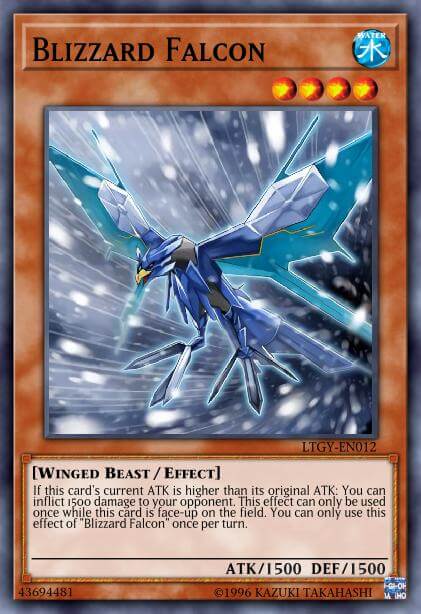 Blizzard Falcon
WATER
水
LTGY-EN012
[Winged Beast / Effect]
If this card's current ATK is higher than its original ATK: You can
inflict 1500 damage to your opponent. This effect can only be used
once while this card is face-up on the field. You can only use this
effect of "Blizzard Falcon" once per turn.
ATK/1500 DEF/1500
43694481
©1996 KAZUKI TAKAHASHI